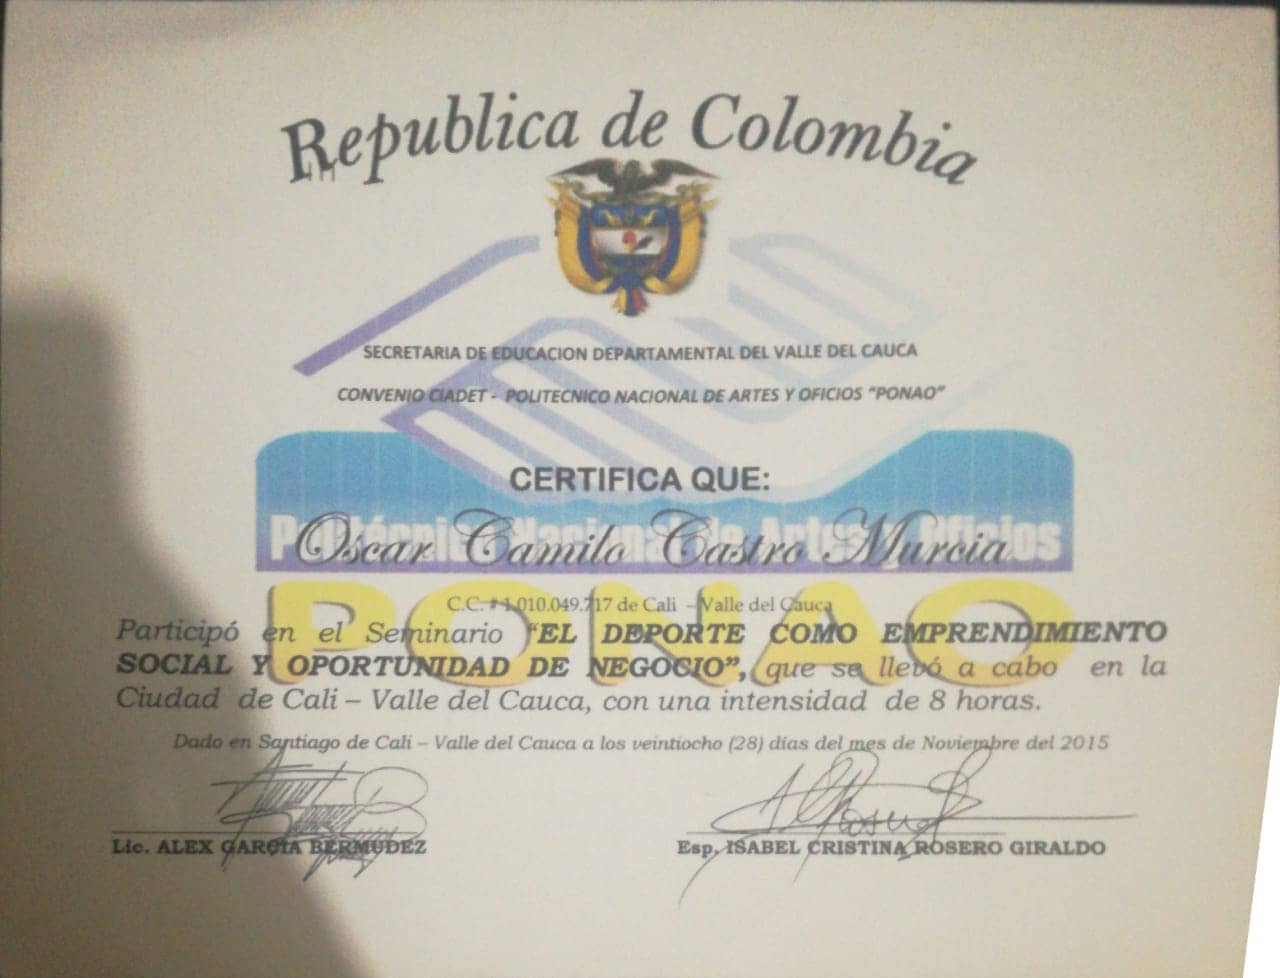 Republica de Colombia
SECRETARIA DE EDUCACION DEPARTAMENTAL DEL VALLE DEL CAUCA
CONVENIO CIADET - POLITECNICO NACIONAL DE ARTES Y OFICIOS "PONAO"
CERTIFICA QUE:
Politécnico Nacional de Artes y Oficios
Oscar Camilo Castro Murcia
PONAO
C.C. # 1.010.049.717 de Cali – Valle del Cauca
Participó en el Seminario "EL DEPORTE COMO EMPRENDIMIENTO
SOCIAL Y OPORTUNIDAD DE NEGOCIO", que se llevó a cabo en la
Ciudad de Cali – Valle del Cauca, con una intensidad de 8 horas.
Dado en Santiago de Cali – Valle del Cauca a los veintiocho (28) días del mes de Noviembre del 2015
Lic. ALEX GARCIA BERMUDEZ
Esp. ISABEL CRISTINA ROSERO GIRALDO